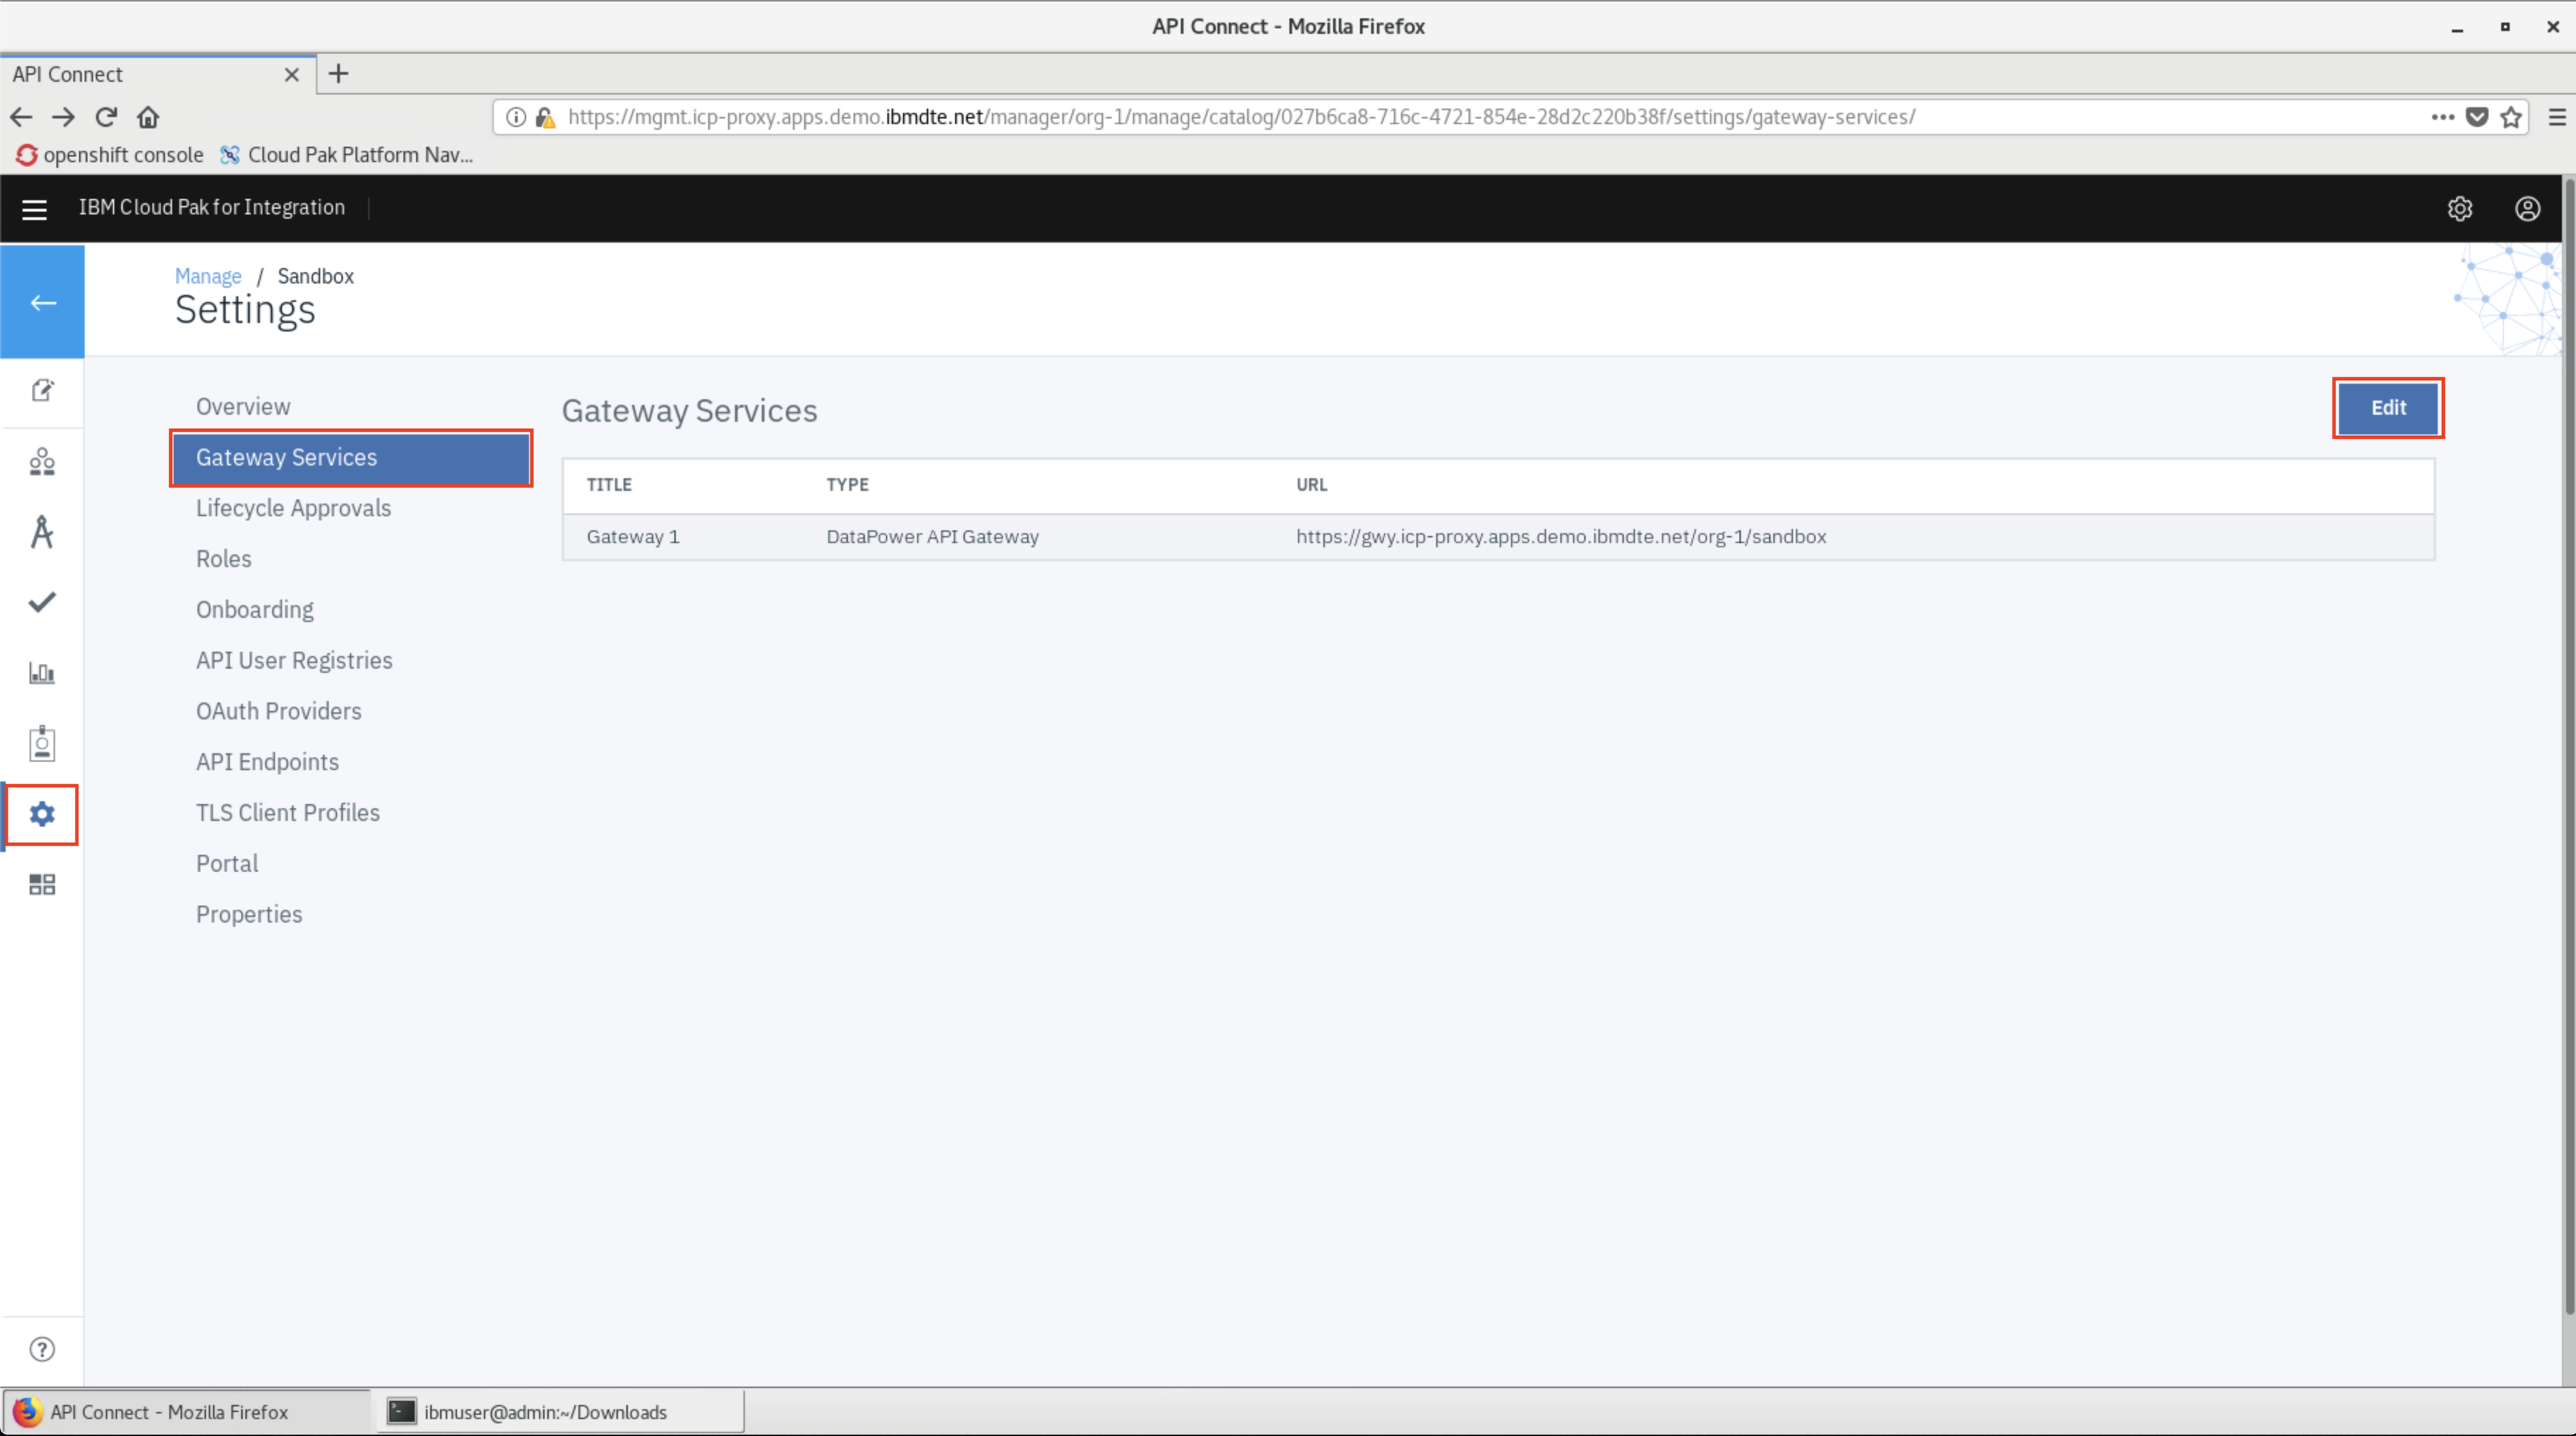 API Connect - Mozilla Firefox
API Connect
https://mgmt.icp-proxy.apps.demo.ibmdte.net/manager/org-1/manage/catalog/027b6ca8-716c-4721-854e-28d2c220b38f/settings/gateway-services/
openshift console Cloud Pak Platform Nav...
IBM Cloud Pak for Integration
Manage / Sandbox
Settings
Overview
Gateway Services
Lifecycle Approvals
Roles
Onboarding
API User Registries
OAuth Providers
API Endpoints
TLS Client Profiles
Portal
Properties
Gateway Services
Edit
TITLE TYPE URL
Gateway 1 DataPower API Gateway https://gwy.icp-proxy.apps.demo.ibmdte.net/org-1/sandbox
API Connect - Mozilla Firefox ibmuser@admin:~/Downloads